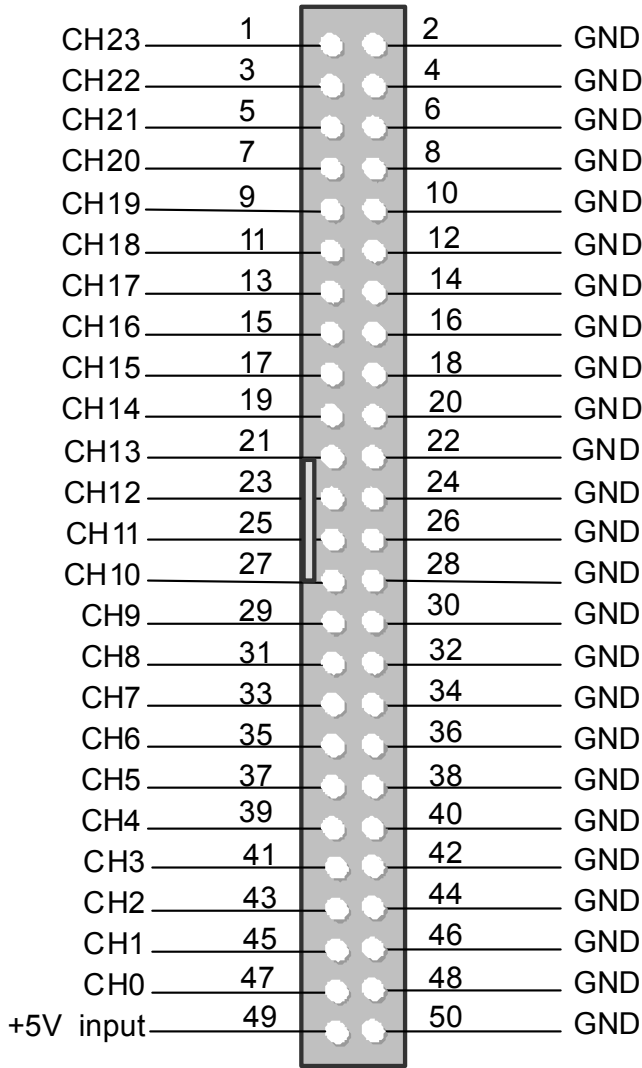 CH23 1 2 GND
CH22 3 4 GND
CH21 5 6 GND
CH20 7 8 GND
CH19 9 10 GND
CH18 11 12 GND
CH17 13 14 GND
CH16 15 16 GND
CH15 17 18 GND
CH14 19 20 GND
CH13 21 22 GND
CH12 23 24 GND
CH11 25 26 GND
CH10 27 28 GND
CH9 29 30 GND
CH8 31 32 GND
CH7 33 34 GND
CH6 35 36 GND
CH5 37 38 GND
CH4 39 40 GND
CH3 41 42 GND
CH2 43 44 GND
CH1 45 46 GND
CH0 47 48 GND
+5V input 49 50 GND